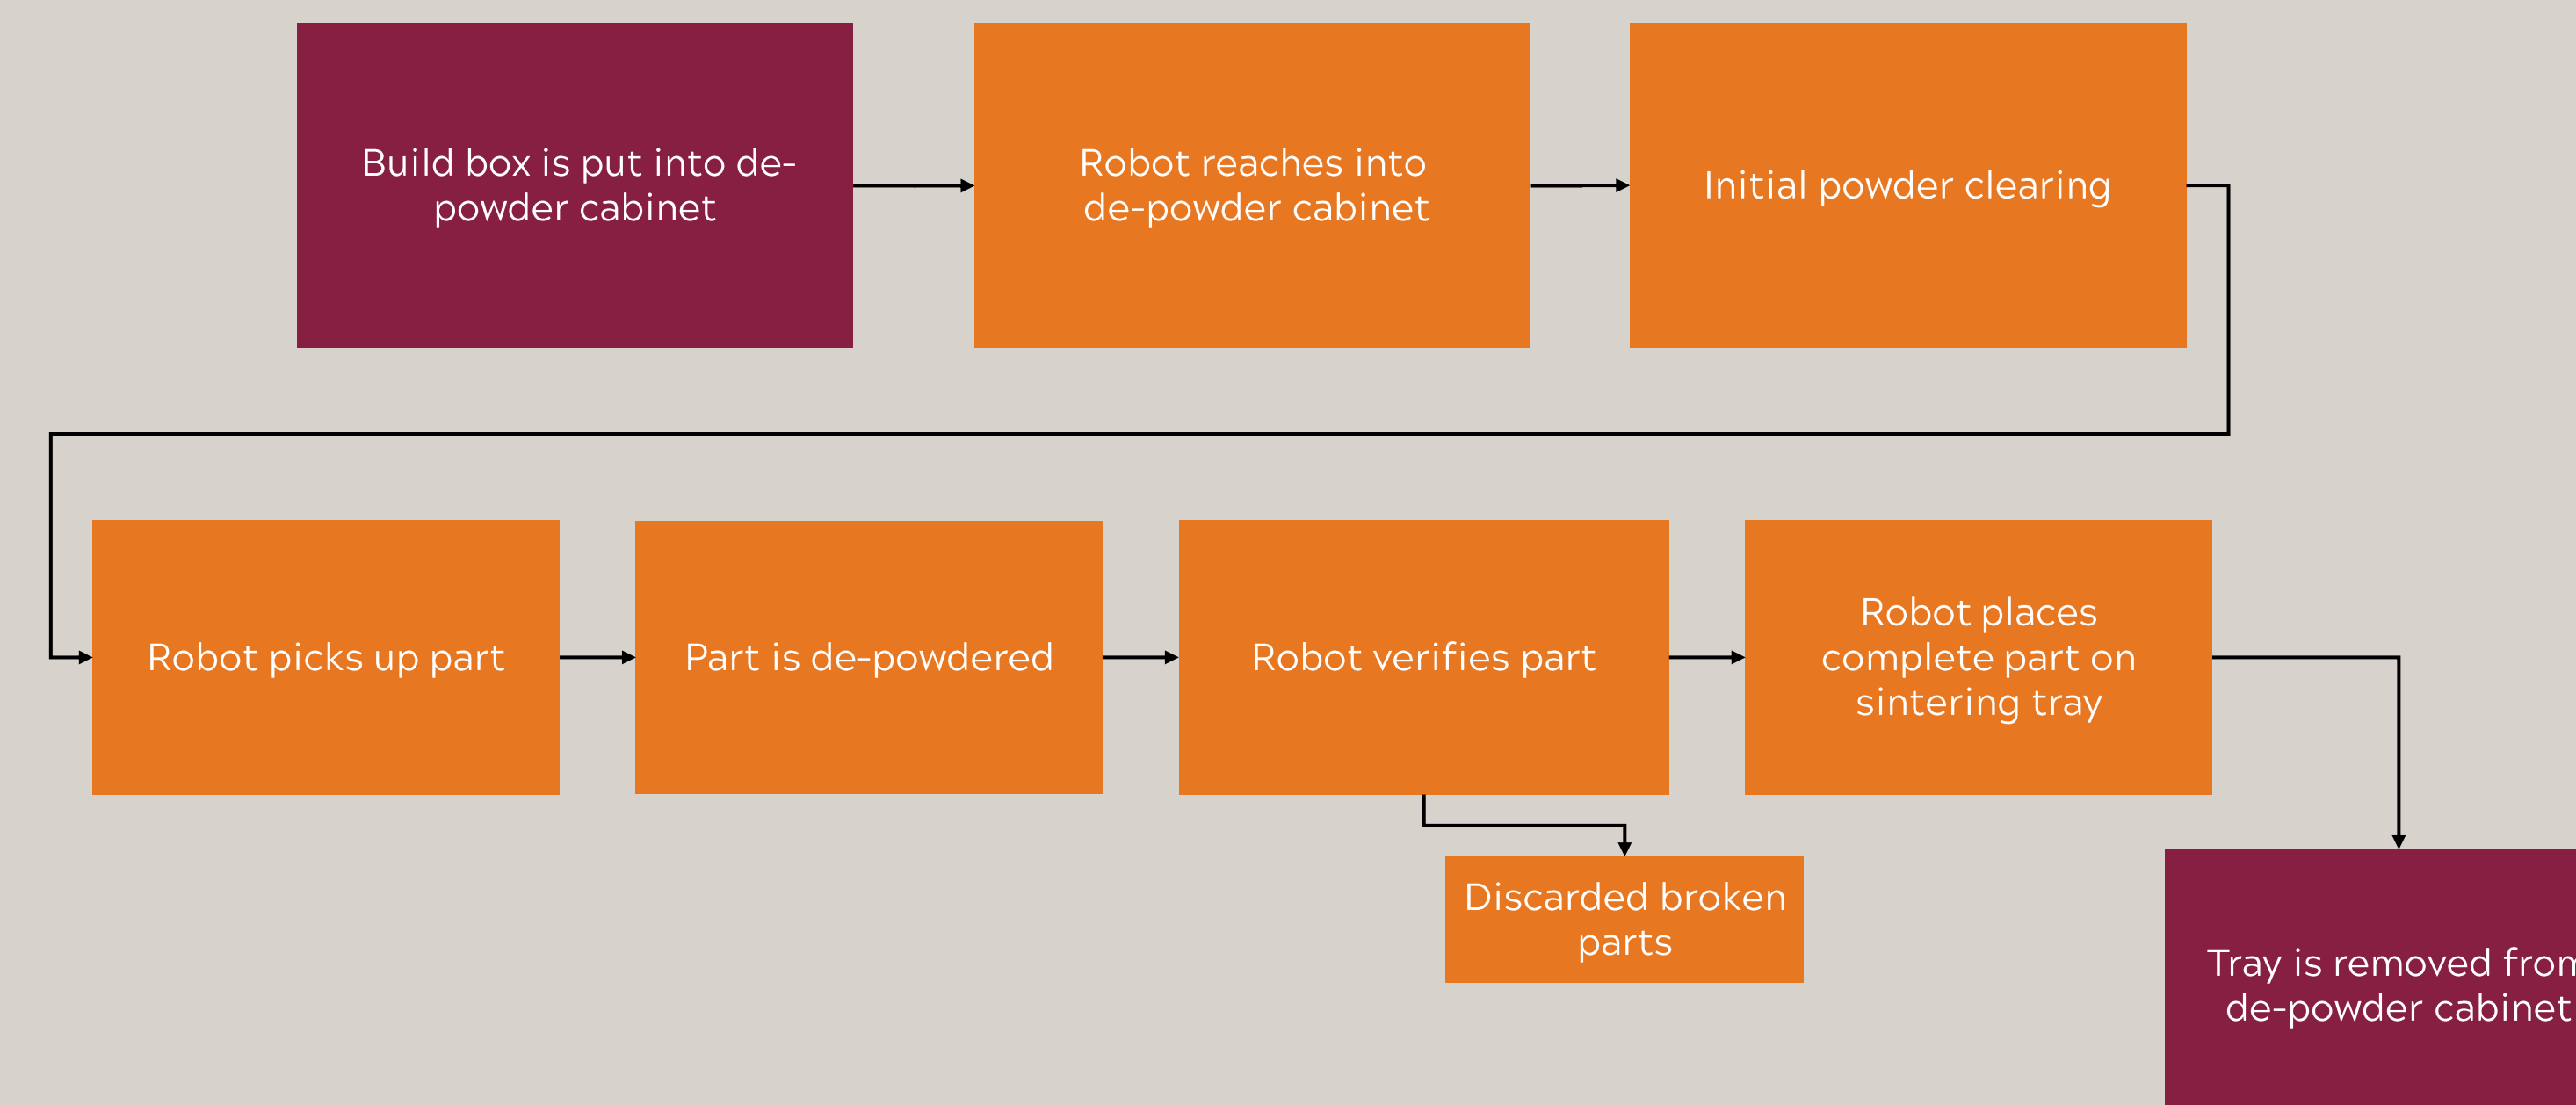 Build box is put into de-
powder cabinet
Robot reaches into
de-powder cabinet
Initial powder clearing
Robot picks up part
Part is de-powdered
Robot verifies part
Robot places
complete part on
sintering tray
Discarded broken
parts
Tray is removed from
de-powder cabinet